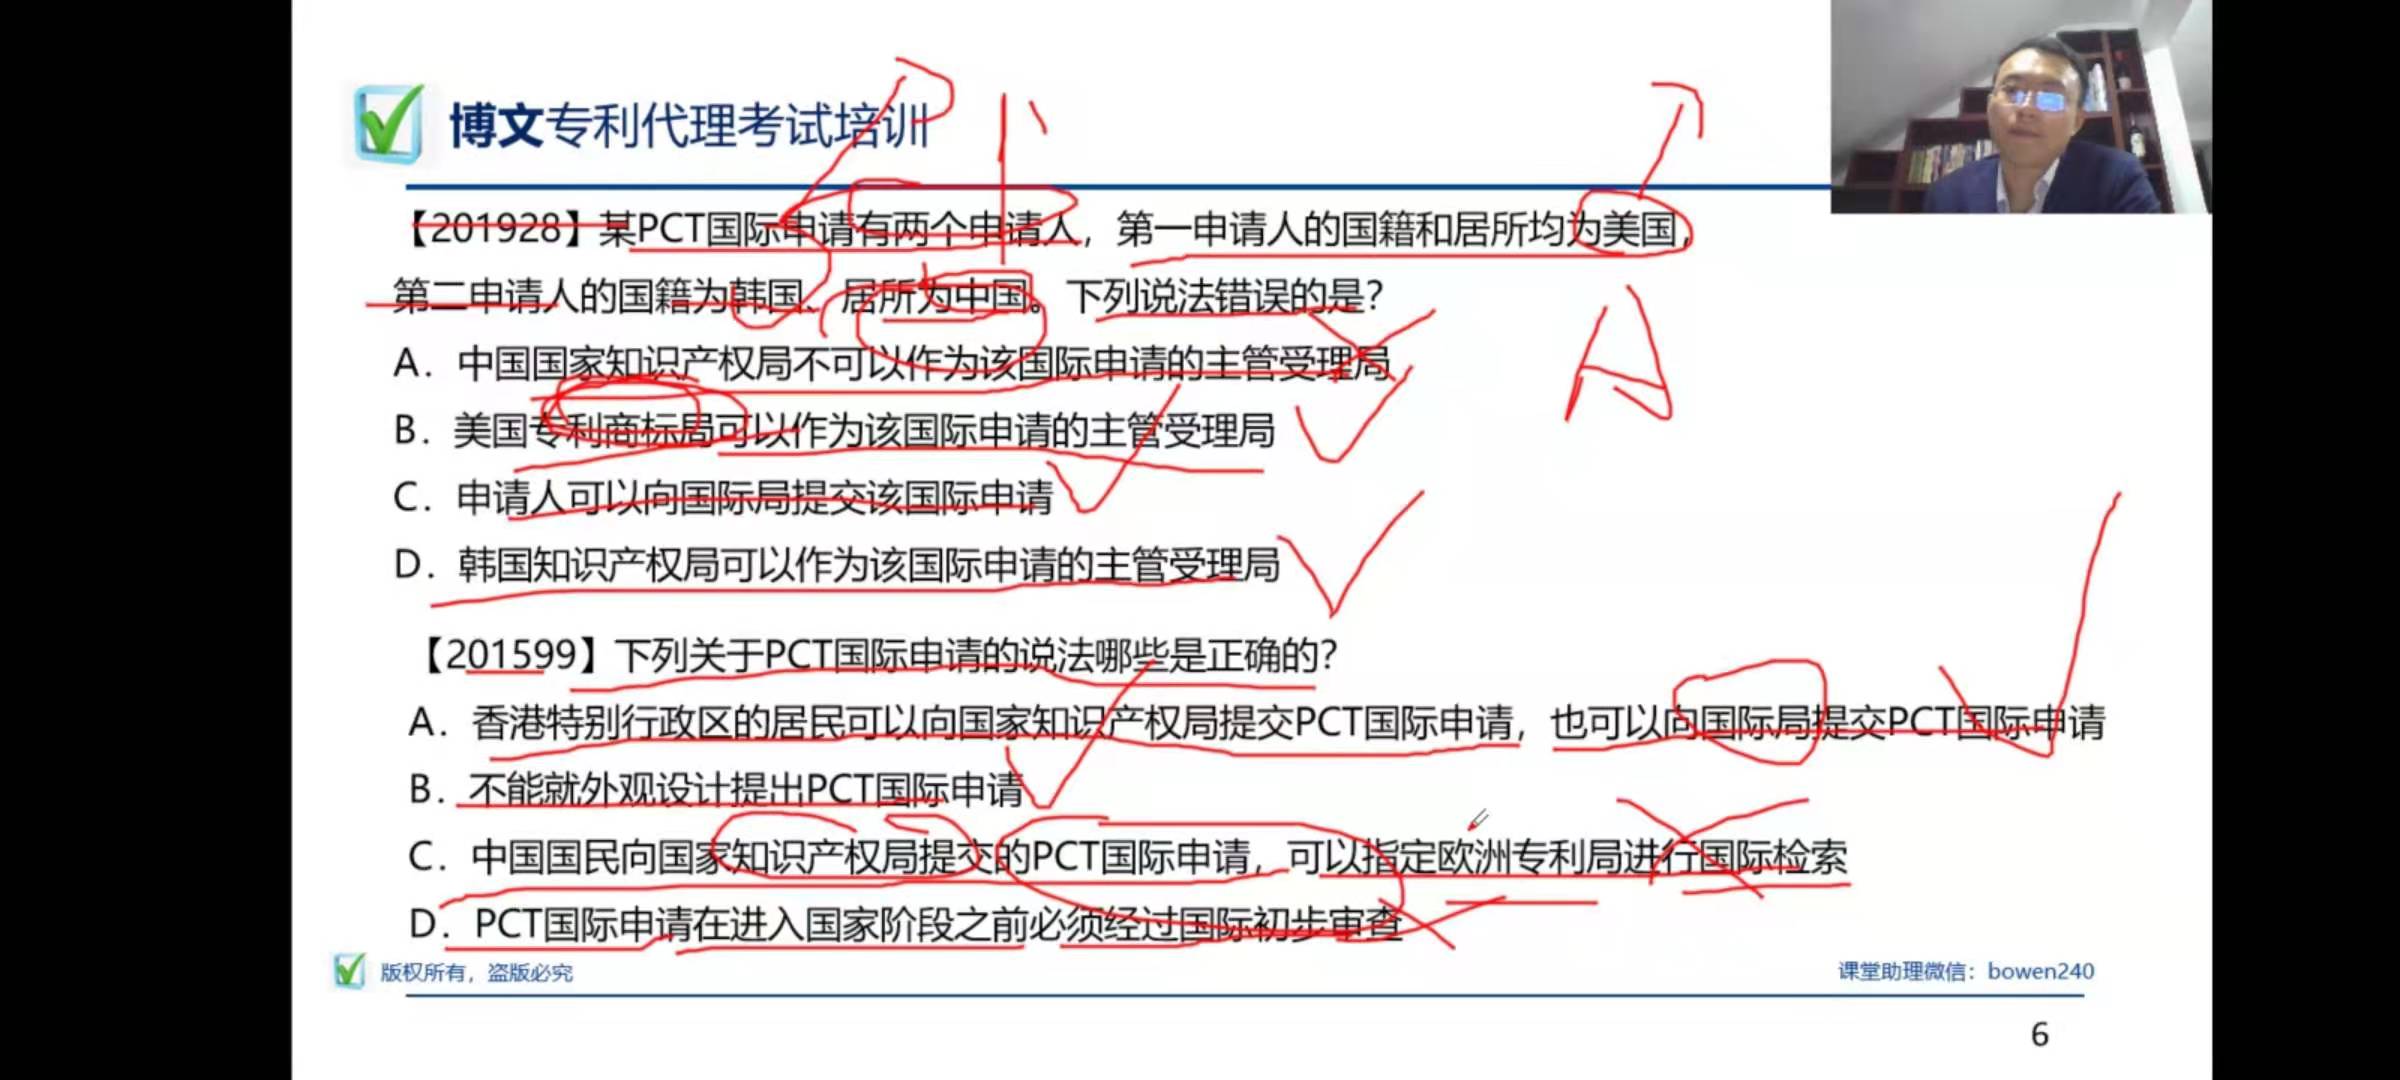 博文专利代理考试培训
【201928】某PCT国际申请有两个申请人，第一申请人的国籍和居所均为美国，
第二申请人的国籍为韩国、居所为中国。下列说法错误的是？
A．中国国家知识产权局不可以作为该国际申请的主管受理局
B．美国专利商标局可以作为该国际申请的主管受理局
C．申请人可以向国际局提交该国际申请
D．韩国知识产权局可以作为该国际申请的主管受理局
A
【201599】下列关于PCT国际申请的说法哪些是正确的？
A．香港特别行政区的居民可以向国家知识产权局提交PCT国际申请，也可以向国际局提交PCT国际申请
B．不能就外观设计提出PCT国际申请
C．中国国民向国家知识产权局提交的PCT国际申请，可以指定欧洲专利局进行国际检索
D．PCT国际申请在进入国家阶段之前必须经过国际初步审查
版权所有，盗版必究
课堂助理微信：bowen240
6